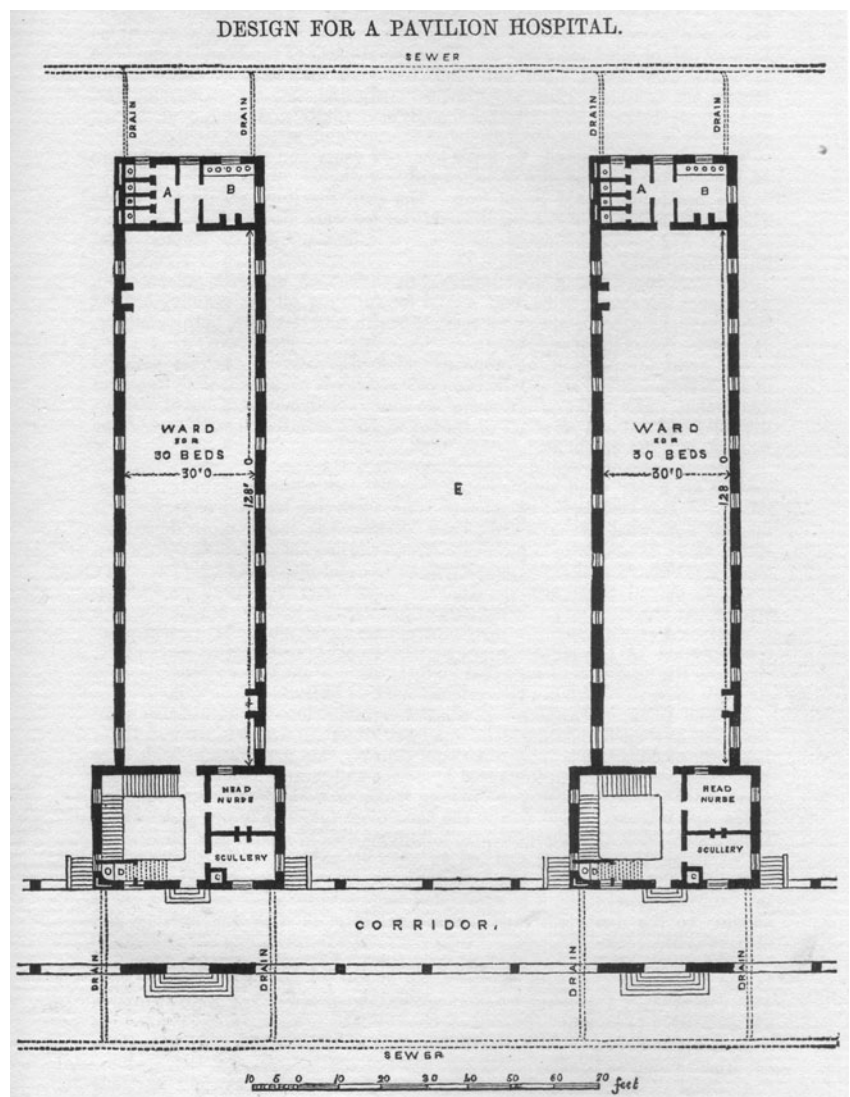 DESIGN FOR A PAVILION HOSPITAL.
SEWER
DRAIN
DRAIN
DRAIN
DRAIN
A
B
A
B
WARD
FOR
30 BEDS
30'0
128' 0
E
WARD
FOR
30 BEDS
30'0
128 0
HEAD
NURSE
SCULLERY
D
C
HEAD
NURSE
SCULLERY
D
C
CORRIDOR.
DRAIN
DRAIN
DRAIN
DRAIN
SEWER
10 5 0 10 20 30 40 50 60 70 feet